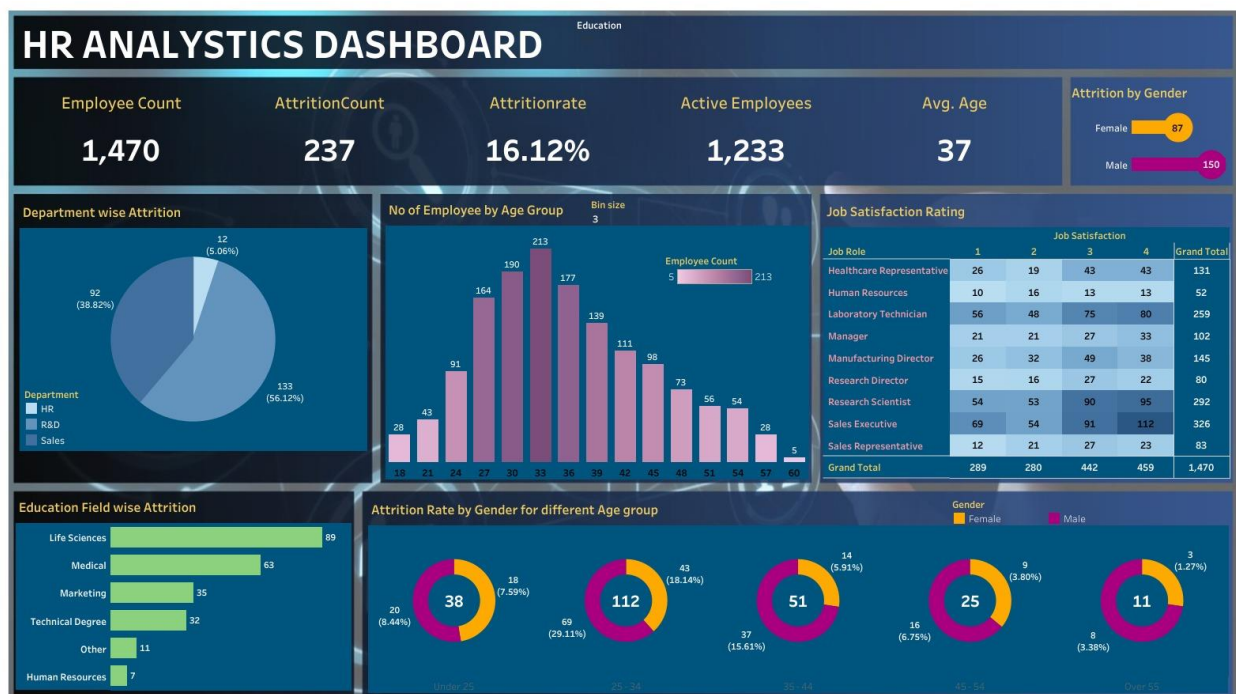 Education
HR ANALYSTICS DASHBOARD
Employee Count
1,470
AttritionCount
237
Attritionrate
16.12%
Active Employees
1,233
Avg. Age
37
Attrition by Gender
Female 87
Male 150
Department wise Attrition
12
(5.06%)
92
(38.82%)
133
(56.12%)
Department
HR
R&D
Sales
No of Employee by Age Group
Bin size
3
Employee Count
5 213
28 43 91 164 190 213 177 139 111 98 73 56 54 28 5
18 21 24 27 30 33 36 39 42 45 48 51 54 57 60
Job Satisfaction Rating
Job Satisfaction
Job Role 1 2 3 4 Grand Total
Healthcare Representative 26 19 43 43 131
Human Resources 10 16 13 13 52
Laboratory Technician 56 48 75 80 259
Manager 21 21 27 33 102
Manufacturing Director 26 32 49 38 145
Research Director 15 16 27 22 80
Research Scientist 54 53 90 95 292
Sales Executive 69 54 91 112 326
Sales Representative 12 21 27 23 83
Grand Total 289 280 442 459 1,470
Education Field wise Attrition
Life Sciences 89
Medical 63
Marketing 35
Technical Degree 32
Other 11
Human Resources 7
Attrition Rate by Gender for different Age group
Gender
Female Male
38
18
(7.59%)
20
(8.44%)
Under 25
112
43
(18.14%)
69
(29.11%)
25 - 34
51
14
(5.91%)
37
(15.61%)
35 - 44
25
9
(3.80%)
16
(6.75%)
45 - 54
11
3
(1.27%)
8
(3.38%)
Over 55